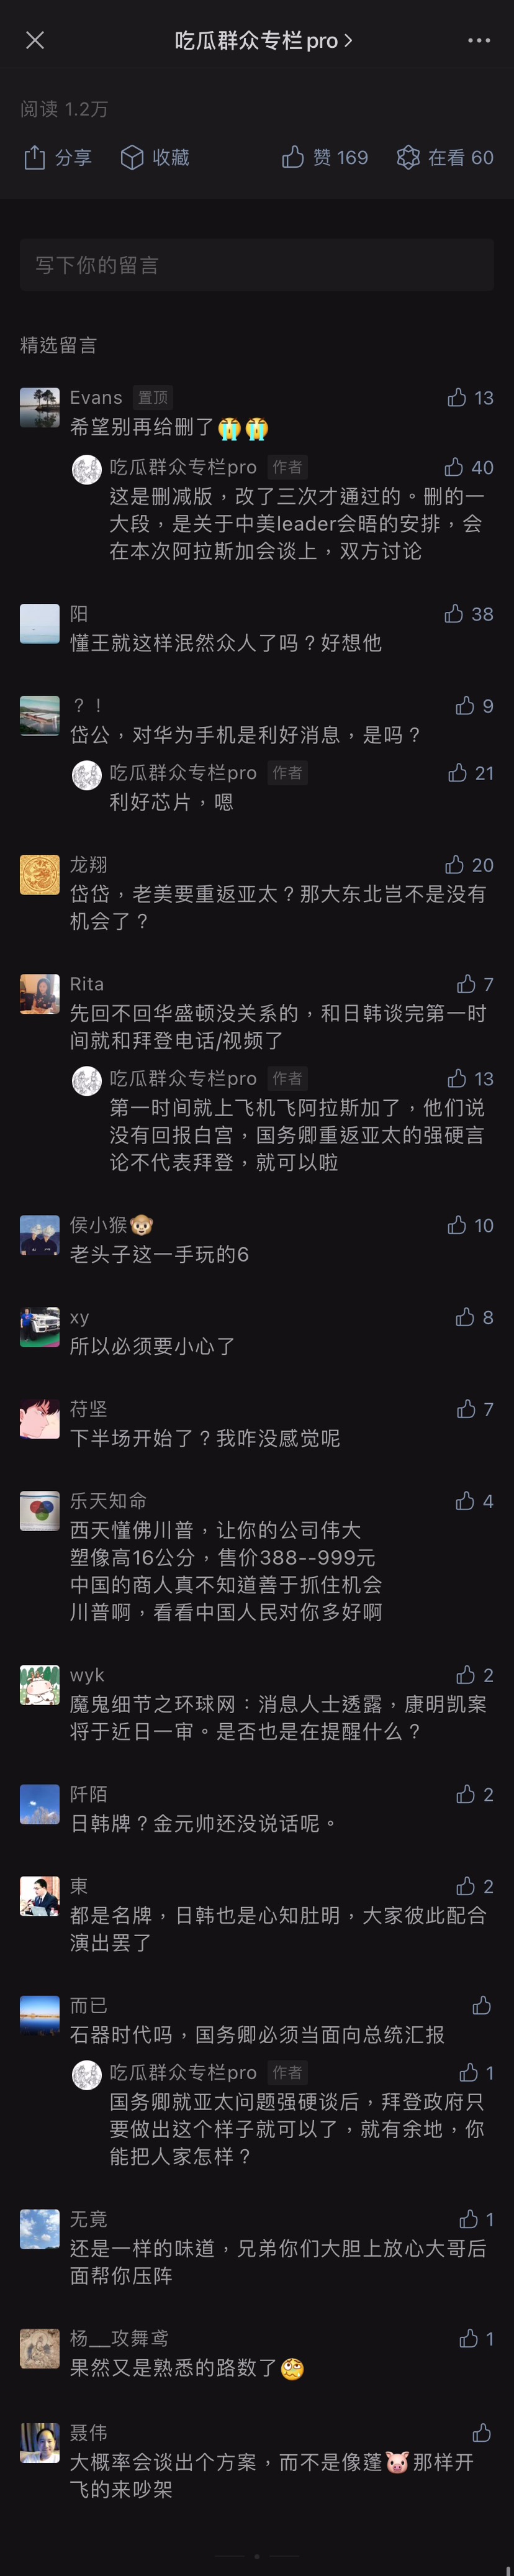 吃瓜群众专栏pro
阅读 1.2万
分享 收藏 赞 169 在看 60
写下你的留言
精选留言
Evans 置顶 13
希望别再给删了😭😭
吃瓜群众专栏pro 作者 40
这是删减版，改了三次才通过的。删的一
大段，是关于中美leader会晤的安排，会
在本次阿拉斯加会谈上，双方讨论
阳 38
懂王就这样泯然众人了吗？好想他
？！ 9
岱公，对华为手机是利好消息，是吗？
吃瓜群众专栏pro 作者 21
利好芯片，嗯
龙翔 20
岱岱，老美要重返亚太？那大东北岂不是没有
机会了？
Rita 7
先回不回华盛顿没关系的，和日韩谈完第一时
间就和拜登电话/视频了
吃瓜群众专栏pro 作者 13
第一时间就上飞机飞阿拉斯加了，他们说
没有回报白宫，国务卿重返亚太的强硬言
论不代表拜登，就可以啦
侯小猴🐵 10
老头子这一手玩的6
xy 8
所以必须要小心了
苻坚 7
下半场开始了？我咋没感觉呢
乐天知命 4
西天懂佛川普，让你的公司伟大
塑像高16公分，售价388--999元
中国的商人真不知道善于抓住机会
川普啊，看看中国人民对你多好啊
wyk 2
魔鬼细节之环球网：消息人士透露，康明凯案
将于近日一审。是否也是在提醒什么？
阡陌 2
日韩牌？金元帅还没说话呢。
東 2
都是名牌，日韩也是心知肚明，大家彼此配合
演出罢了
而已
石器时代吗，国务卿必须当面向总统汇报
吃瓜群众专栏pro 作者 1
国务卿就亚太问题强硬谈后，拜登政府只
要做出这个样子就可以了，就有余地，你
能把人家怎样？
无竟 1
还是一样的味道，兄弟你们大胆上放心大哥后
面帮你压阵
杨__攻舞鸢 1
果然又是熟悉的路数了😖
聂伟
大概率会谈出个方案，而不是像蓬🐷那样开
飞的来吵架